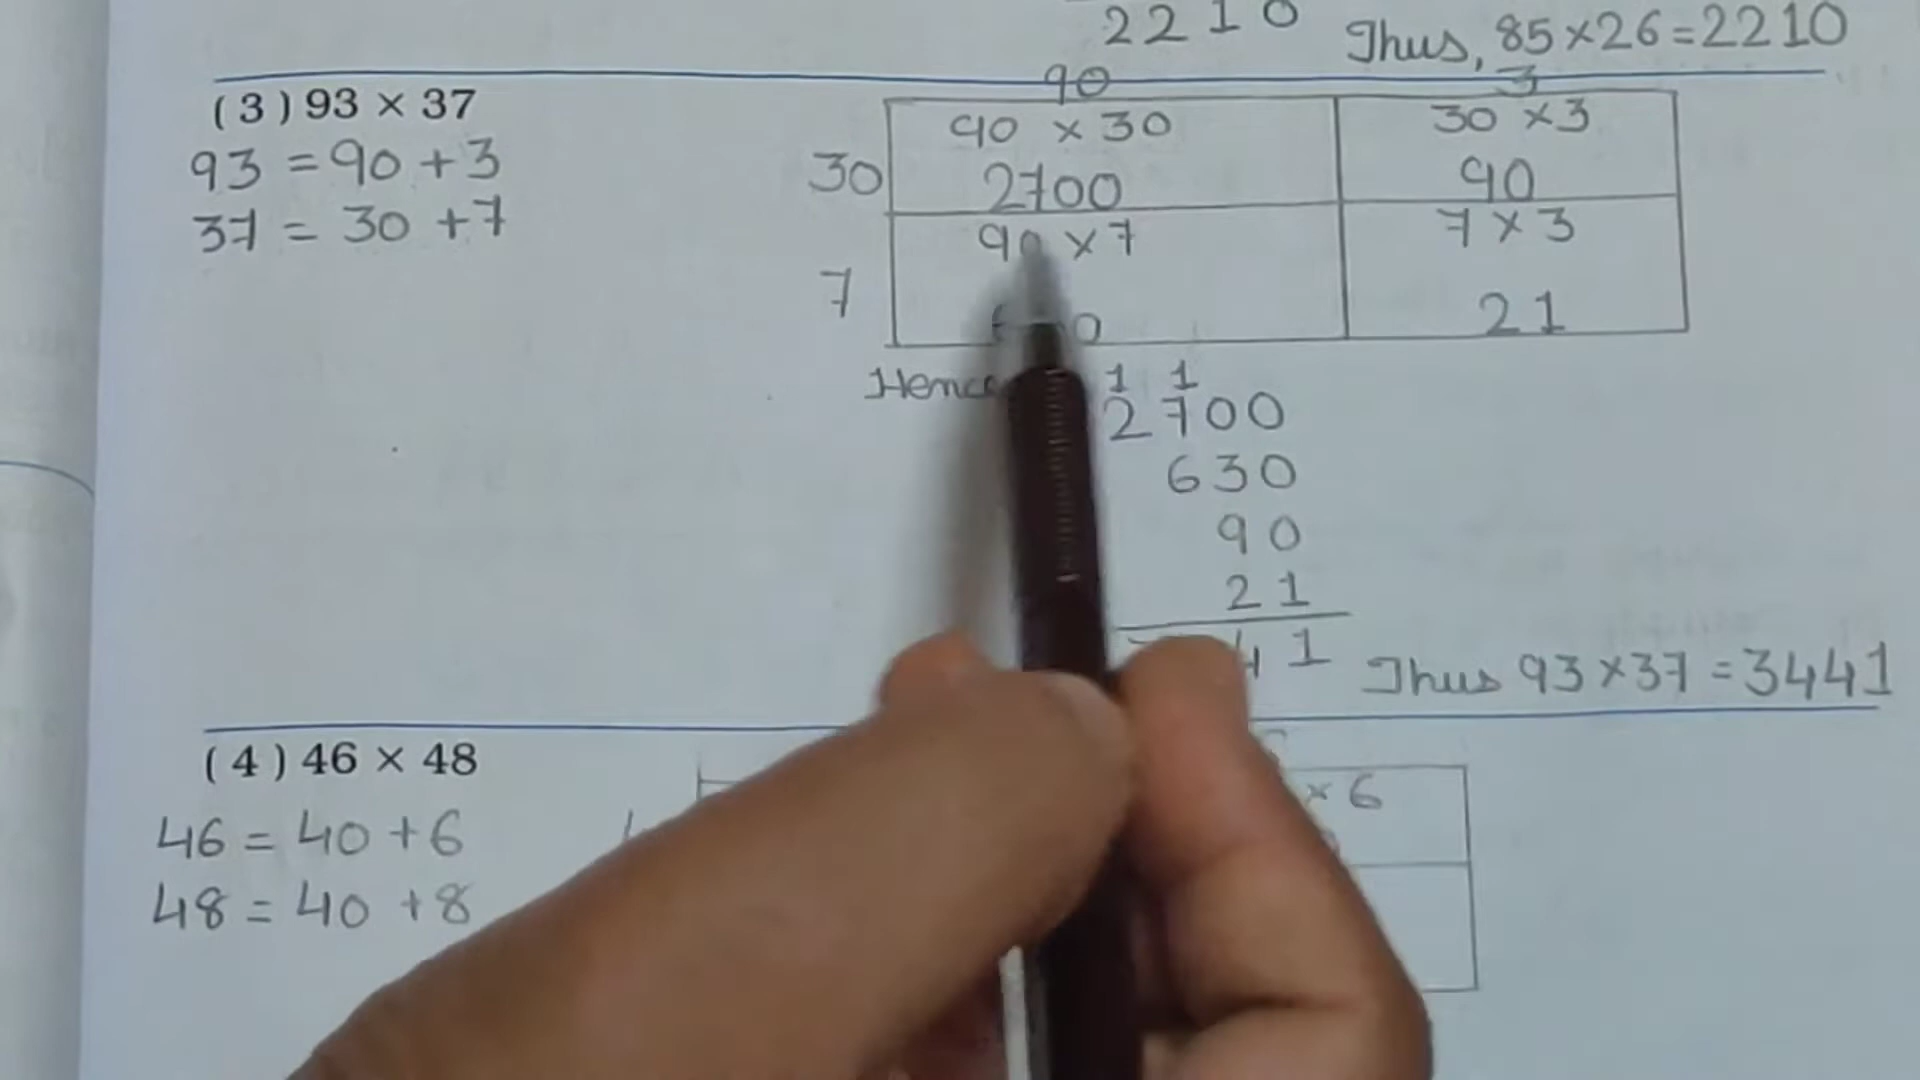 2210
Thus, 85×26=2210
(3) 93 × 37
93 = 90 + 3
37 = 30 + 7
90 3
90 × 30 30 × 3
30 2700 90
90 × 7 7 × 3
7 21
Hence 1 1
2700
630
90
21
41
Thus 93×37=3441
(4) 46 × 48
46 = 40 + 6
48 = 40 + 8
× 6